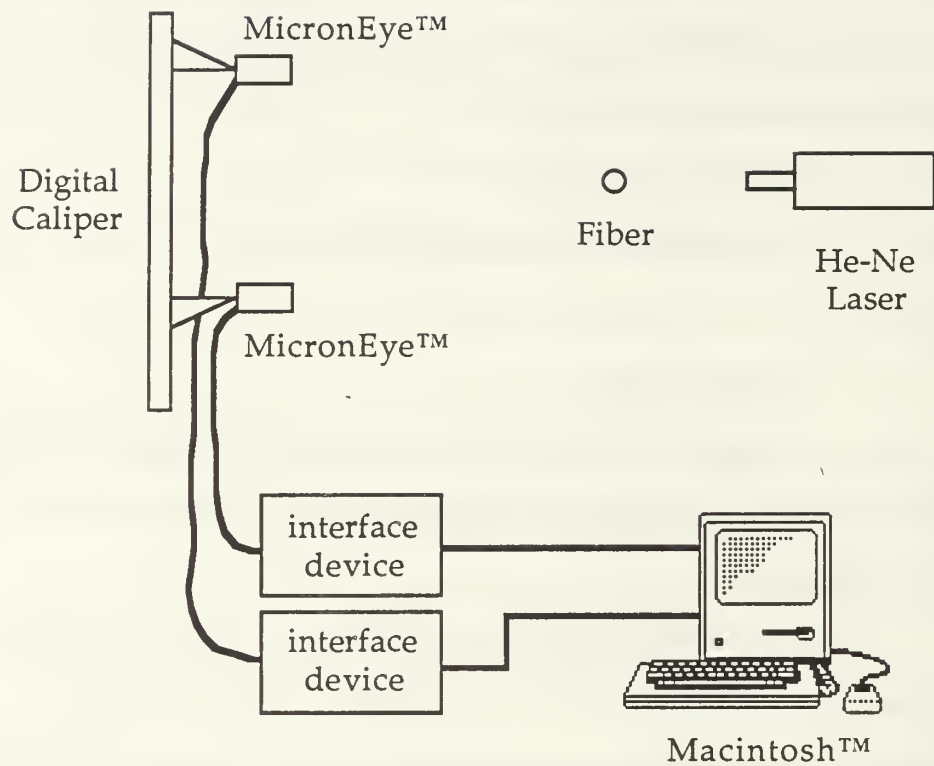 MicronEye™
Digital
Caliper
Fiber
He-Ne
Laser
MicronEye™
interface
device
interface
device
Macintosh™